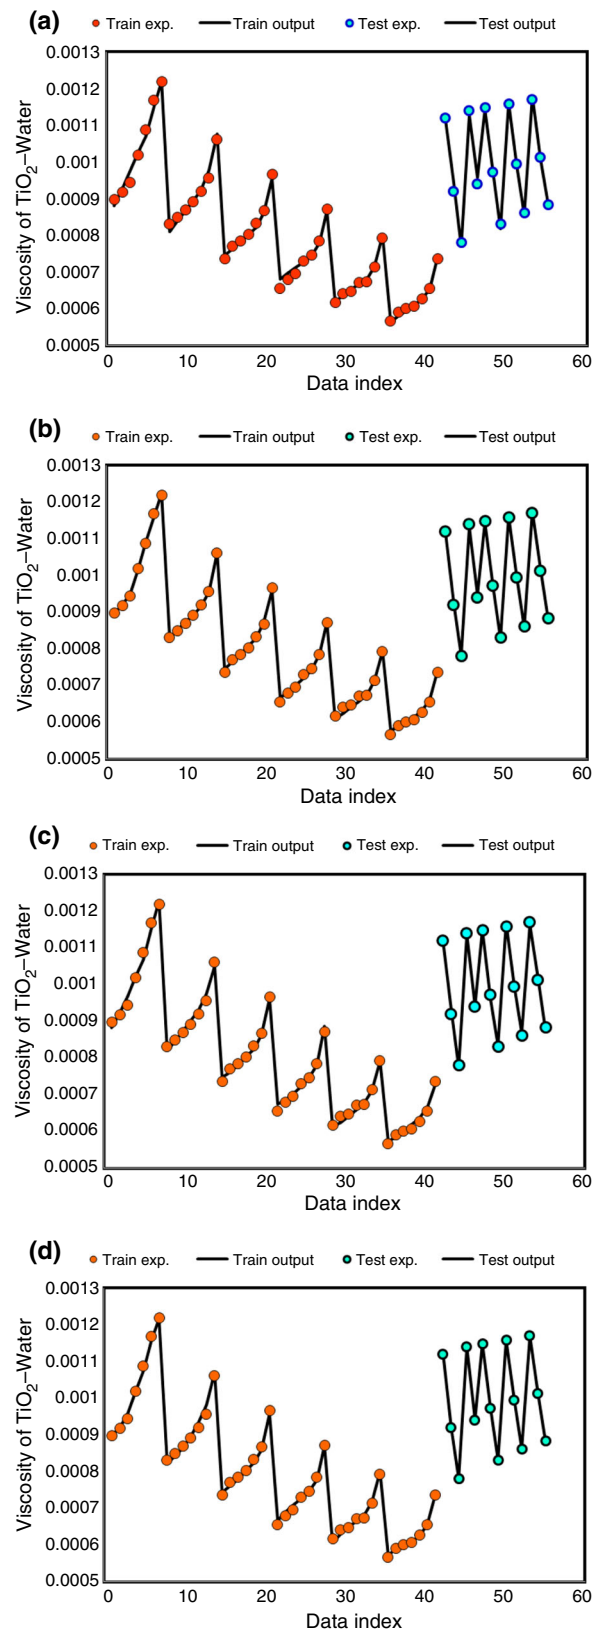 (a)
Train exp. Train output Test exp. Test output
0.0013
0.0012
0.0011
0.001
0.0009
0.0008
0.0007
0.0006
0.0005
Viscosity of TiO2–Water
0 10 20 30 40 50 60
Data index
(b)
Train exp. Train output Test exp. Test output
0.0013
0.0012
0.0011
0.001
0.0009
0.0008
0.0007
0.0006
0.0005
Viscosity of TiO2–Water
0 10 20 30 40 50 60
Data index
(c)
Train exp. Train output Test exp. Test output
0.0013
0.0012
0.0011
0.001
0.0009
0.0008
0.0007
0.0006
0.0005
Viscosity of TiO2–Water
0 10 20 30 40 50 60
Data index
(d)
Train exp. Train output Test exp. Test output
0.0013
0.0012
0.0011
0.001
0.0009
0.0008
0.0007
0.0006
0.0005
Viscosity of TiO2–Water
0 10 20 30 40 50 60
Data index